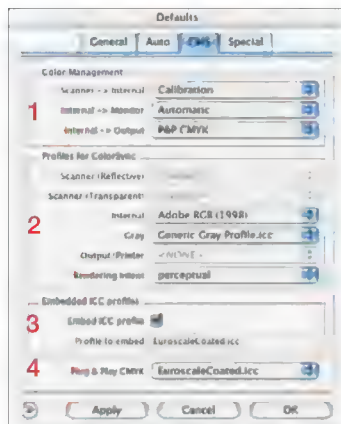 Defaults
General Auto CMS Special
Color Management
1
Scanner -> Internal Calibration
Internal -> Monitor Automatic
Internal -> Output P&P CMYK
Profiles for ColorSync
Scanner (Reflective)
Scanner (Transparent)
2
Internal Adobe RGB (1998)
Gray Generic Gray Profile.icc
Output/Printer <NONE>
Rendering Intent perceptual
Embedded ICC profiles
3
Embed ICC profile
Profile to embed EuroscaleCoated.icc
4
Plug & Play CMYK EuroscaleCoated.icc
Apply Cancel OK